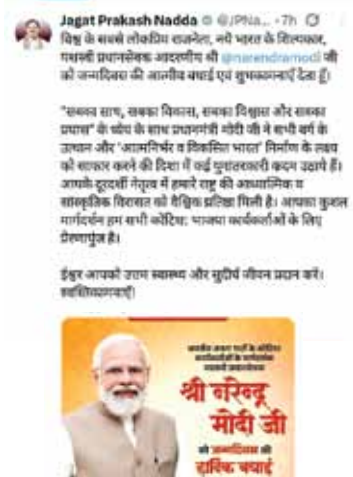 Jagat Prakash Nadda @JPNa... ·7h
विश्व के सबसे लोकप्रिय राजनेता, नये भारत के शिल्पकार,
यशस्वी प्रधानसेवक आदरणीय श्री @narendramodi जी
को जन्मदिवस की आत्मीय बधाई एवं शुभकामनाएँ देता हूँ।
"सबका साथ, सबका विकास, सबका विश्वास और सबका
प्रयास" के ध्येय के साथ प्रधानमंत्री मोदी जी ने सभी वर्ग के
उत्थान और 'आत्मनिर्भर व विकसित भारत' निर्माण के लक्ष्य
को साकार करने की दिशा में कई युगांतरकारी कदम उठाये हैं।
आपके दूरदर्शी नेतृत्व में हमारे राष्ट्र की आध्यात्मिक व
सांस्कृतिक विरासत को वैश्विक प्रतिष्ठा मिली है। आपका कुशल
मार्गदर्शन हम सभी कोटिशः भाजपा कार्यकर्ताओं के लिए
प्रेरणापुंज है।
ईश्वर आपको उत्तम स्वास्थ्य और सुदीर्घ जीवन प्रदान करें।
श्री नरेन्द्र
मोदी जी
को जन्मदिवस की
हार्दिक बधाई